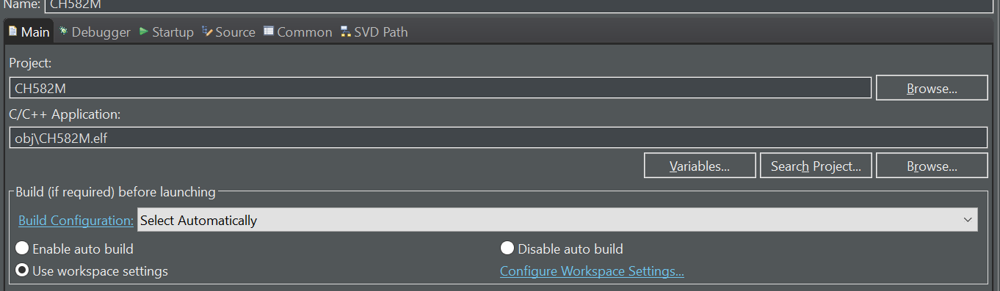 Name: CH582M
Main Debugger Startup Source Common SVD Path
Project:
CH582M Browse...
C/C++ Application:
obj\CH582M.elf
Variables... Search Project... Browse...
Build (if required) before launching
Build Configuration: Select Automatically
Enable auto build Disable auto build
Use workspace settings Configure Workspace Settings...